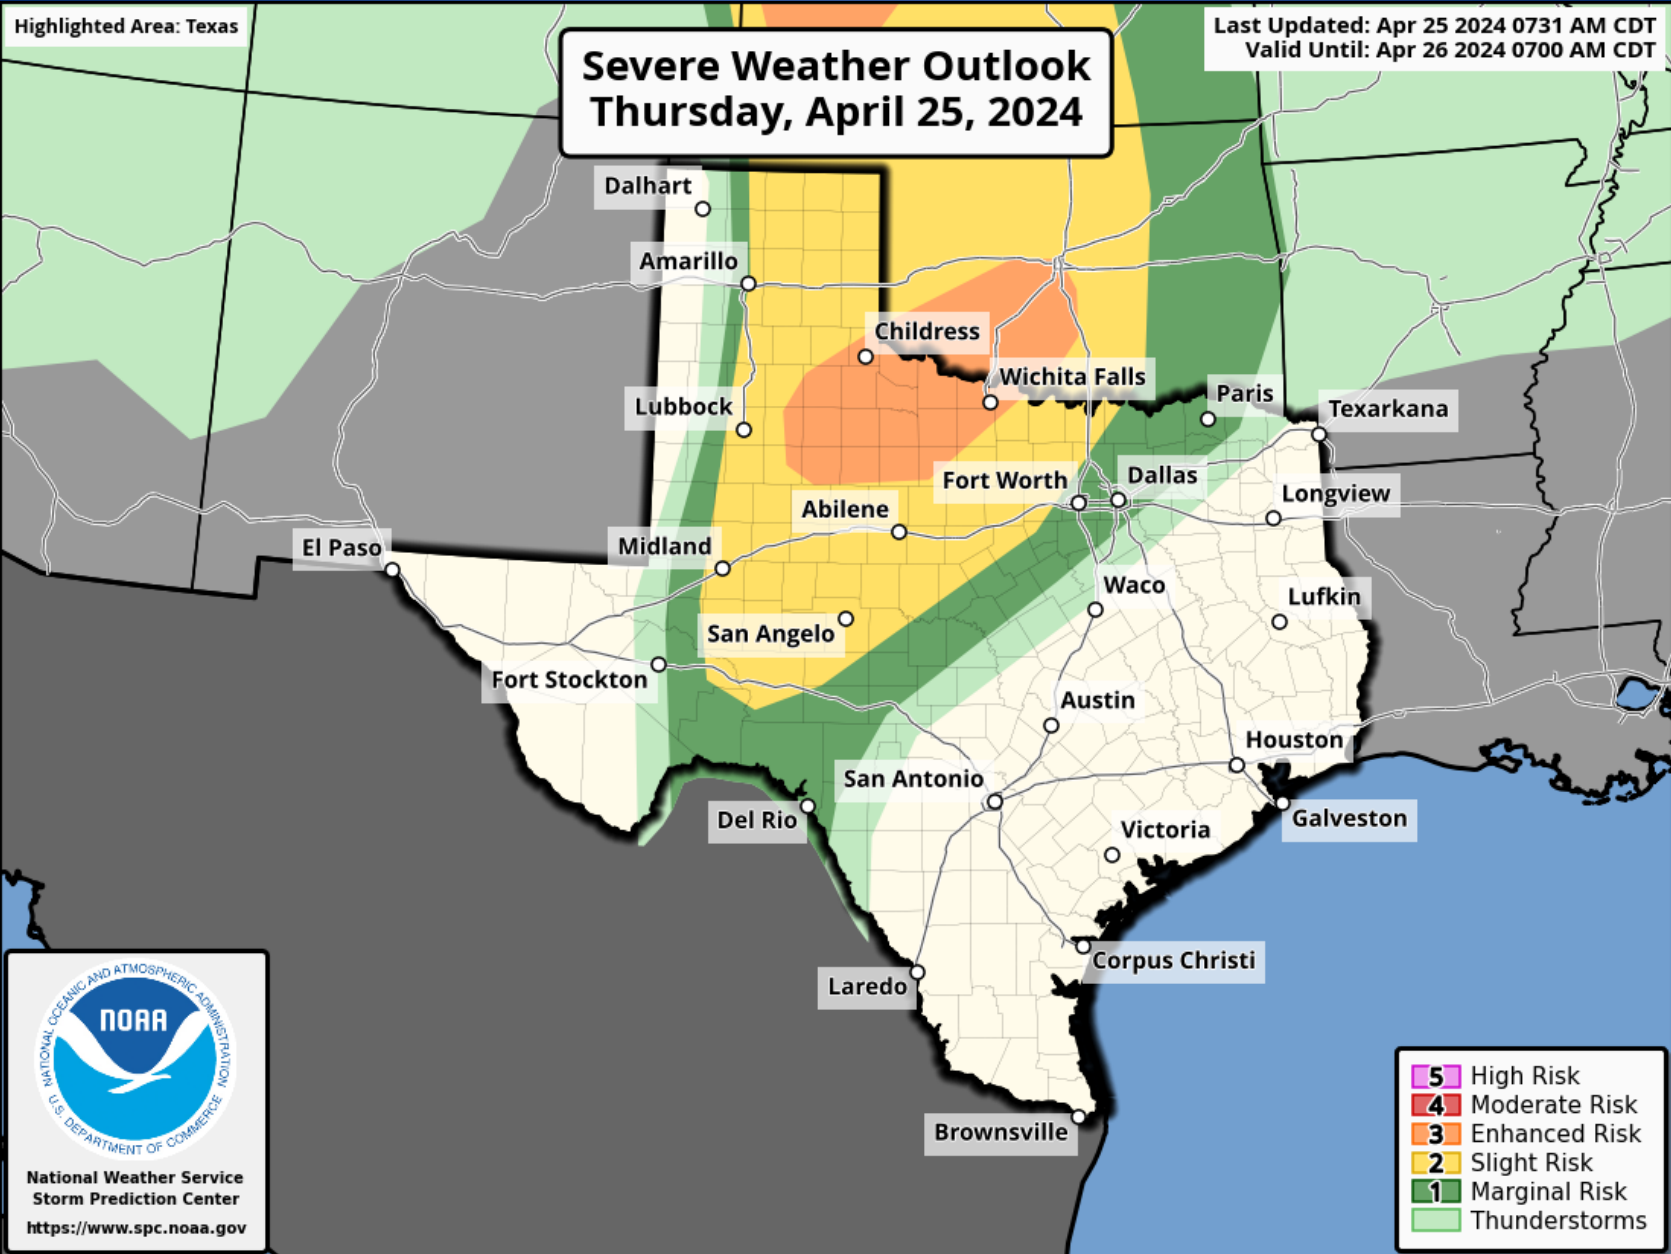 Highlighted Area: Texas
Last Updated: Apr 25 2024 0731 AM CDT
Valid Until: Apr 26 2024 0700 AM CDT
Severe Weather Outlook
Thursday, April 25, 2024
Dalhart
Amarillo
Childress
Wichita Falls
Lubbock
Paris
Texarkana
Fort Worth
Dallas
Longview
Abilene
El Paso
Midland
Waco
Lufkin
San Angelo
Fort Stockton
Austin
Houston
San Antonio
Del Rio
Galveston
Victoria
Corpus Christi
Laredo
Brownsville
NATIONAL OCEANIC AND ATMOSPHERIC ADMINISTRATION
NOAA
U.S. DEPARTMENT OF COMMERCE
National Weather Service
Storm Prediction Center
https://www.spc.noaa.gov
5 High Risk
4 Moderate Risk
3 Enhanced Risk
2 Slight Risk
1 Marginal Risk
Thunderstorms